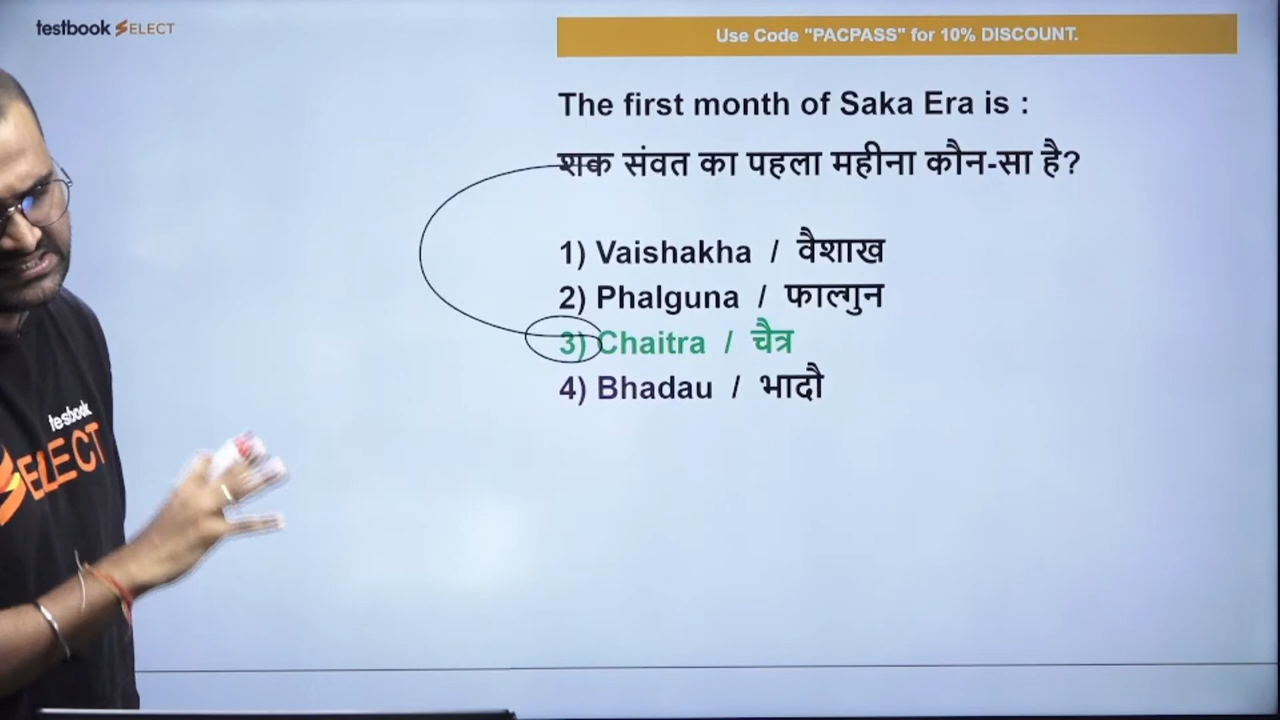 testbook SELECT
Use Code "PACPASS" for 10% DISCOUNT.
The first month of Saka Era is :
शक संवत का पहला महीना कौन-सा है?
1) Vaishakha / वैशाख
2) Phalguna / फाल्गुन
3) Chaitra / चैत्र
4) Bhadau / भादौ
tesbook
SELECT